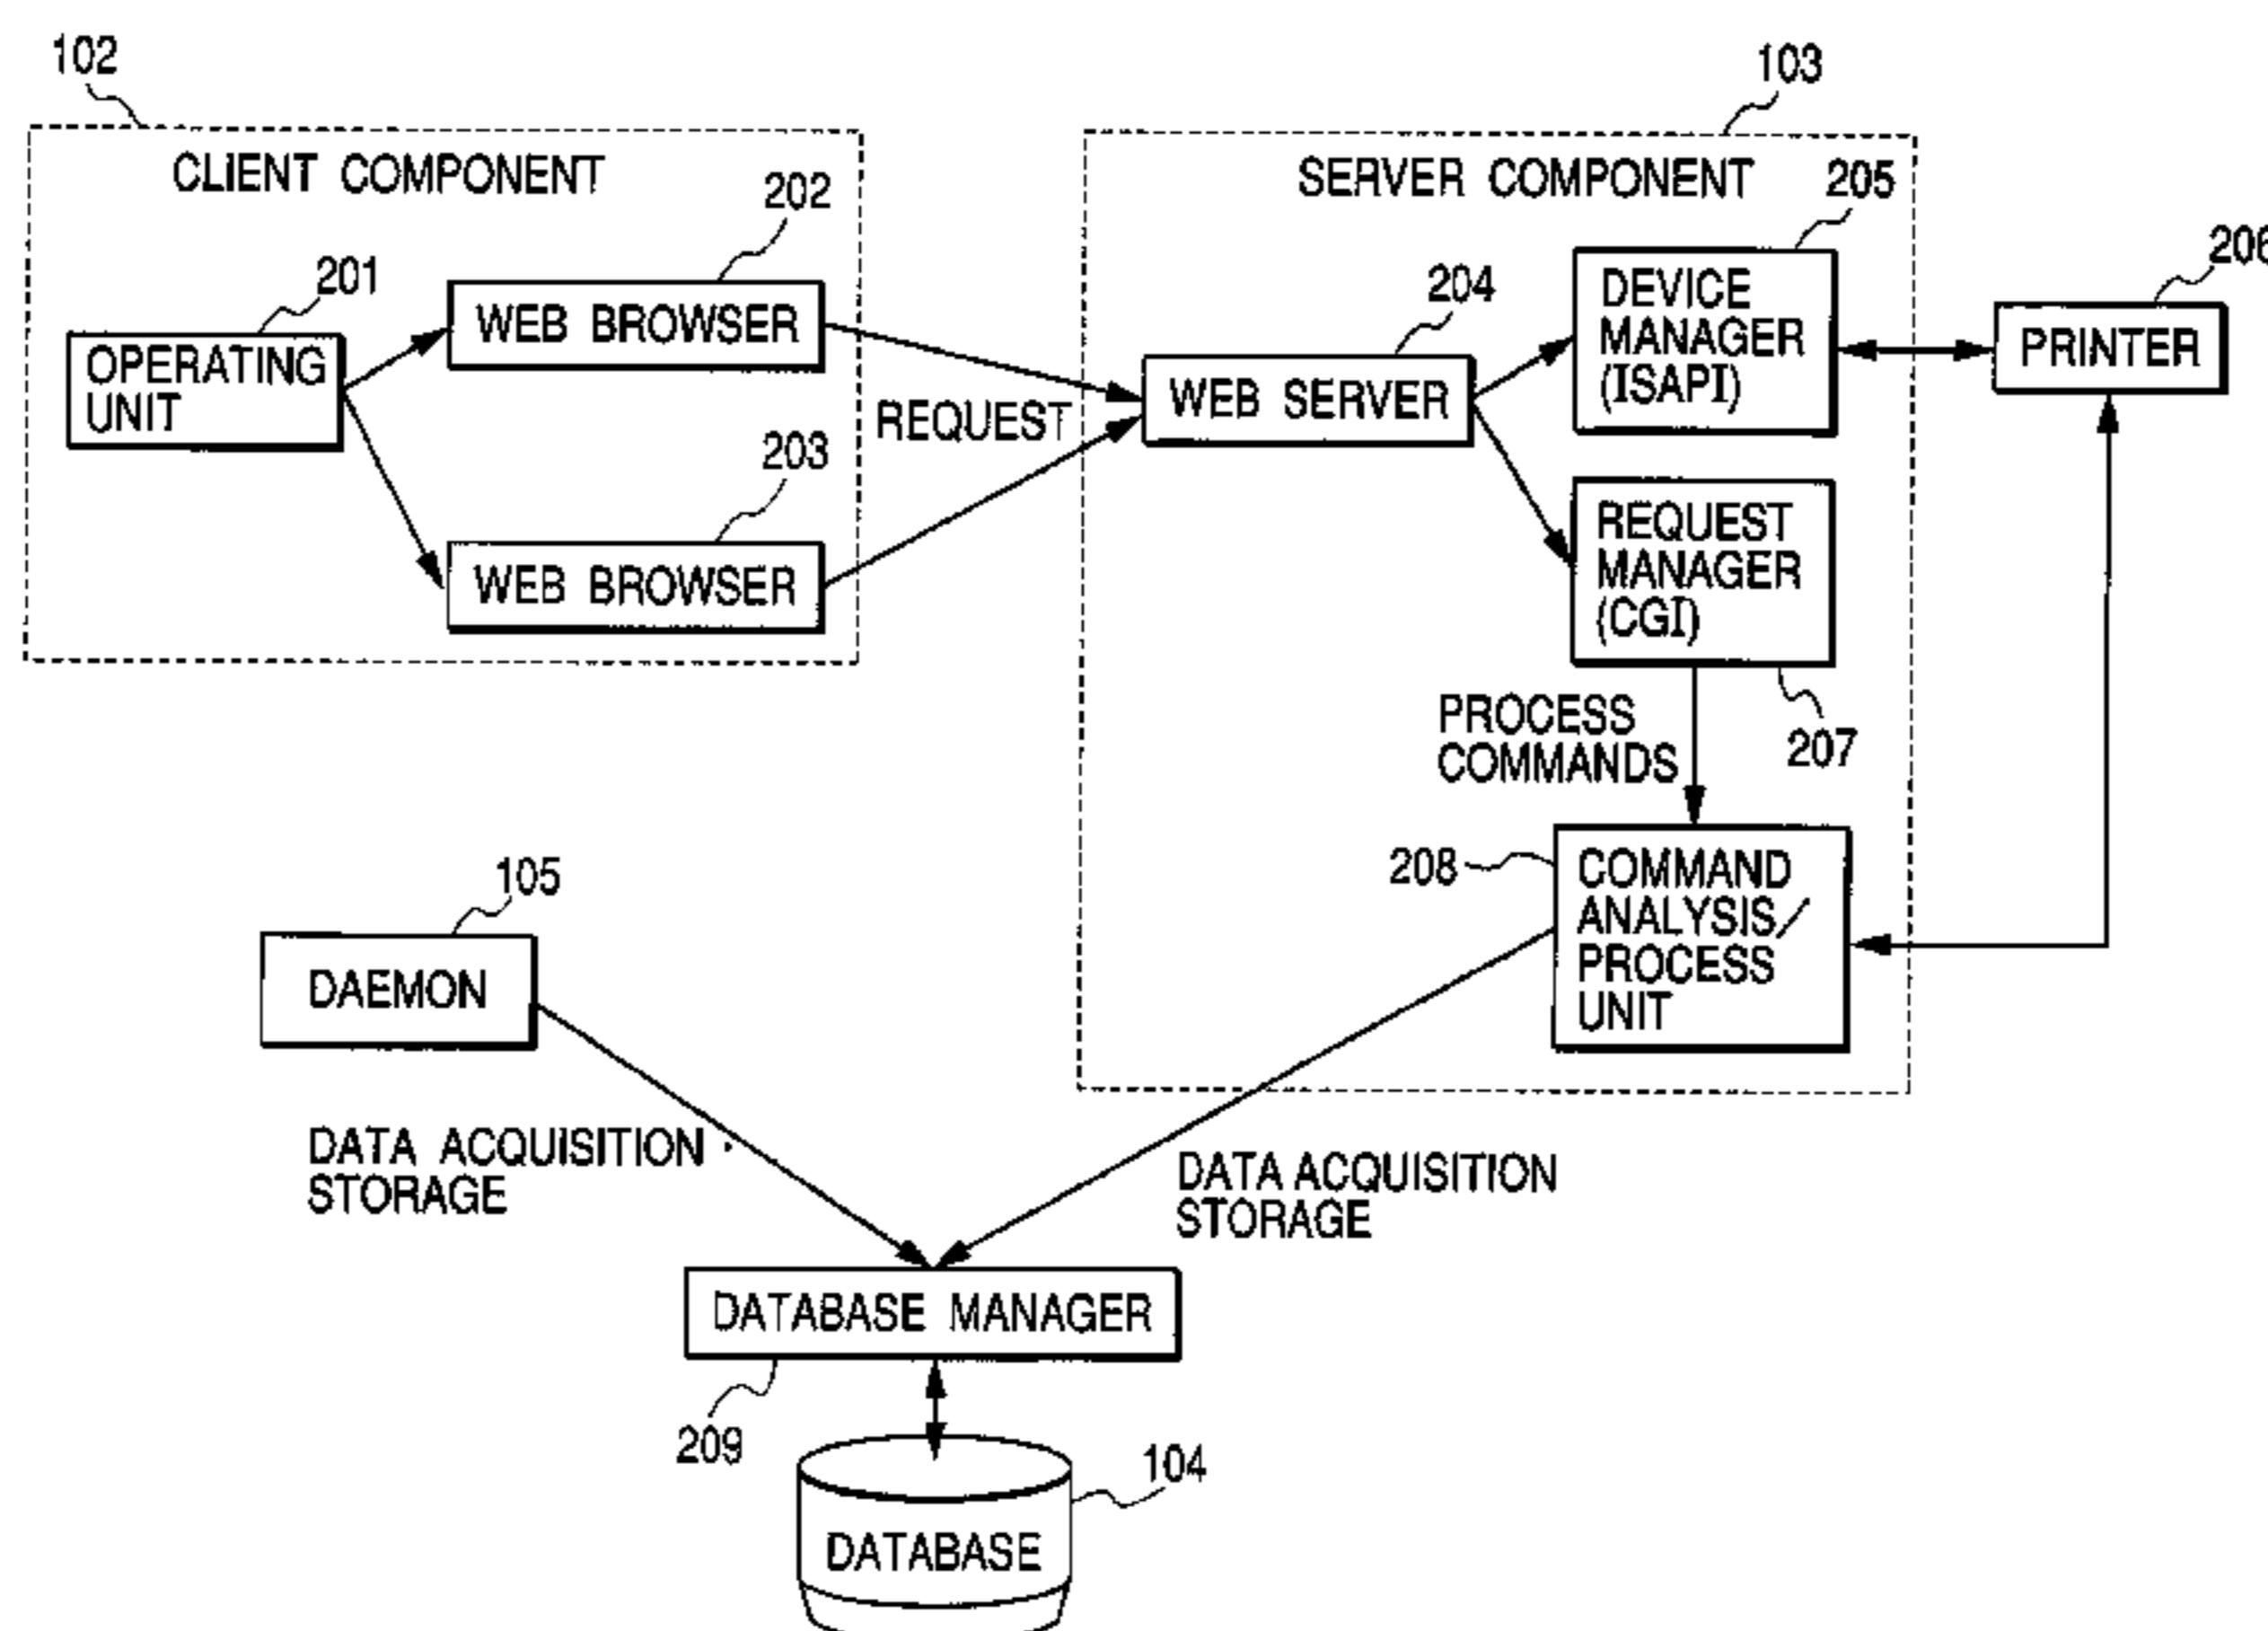 102
103
CLIENT COMPONENT
SERVER COMPONENT
205
202
206
201
204
WEB BROWSER
DEVICE
MANAGER
(ISAPI)
PRINTER
OPERATING
UNIT
WEB SERVER
REQUEST
203
REQUEST
MANAGER
(CGI)
WEB BROWSER
PROCESS
COMMANDS
207
208
COMMAND
ANALYSIS/
PROCESS
UNIT
105
DAEMON
DATA ACQUISITION
STORAGE
DATA ACQUISITION
STORAGE
DATABASE MANAGER
209
104
DATABASE